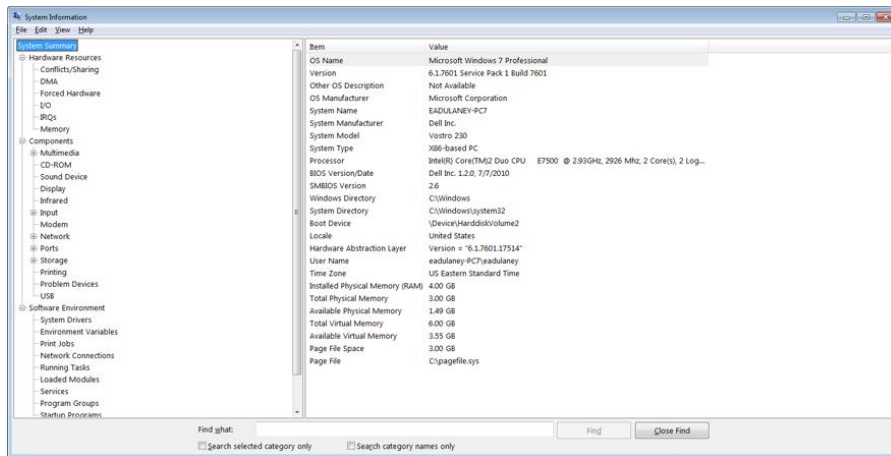 System Information
File Edit View Help
System Summary
Hardware Resources
Conflicts/Sharing
DMA
Forced Hardware
I/O
IRQs
Memory
Components
Multimedia
CD-ROM
Sound Device
Display
Infrared
Input
Modem
Network
Ports
Storage
Printing
Problem Devices
USB
Software Environment
System Drivers
Environment Variables
Print Jobs
Network Connections
Running Tasks
Loaded Modules
Services
Program Groups
Startup Programs
Item Value
OS Name Microsoft Windows 7 Professional
Version 6.1.7601 Service Pack 1 Build 7601
Other OS Description Not Available
OS Manufacturer Microsoft Corporation
System Name EADULANEY-PC7
System Manufacturer Dell Inc.
System Model Vostro 230
System Type X86-based PC
Processor Intel(R) Core(TM)2 Duo CPU E7500 @ 2.93GHz, 2926 Mhz, 2 Core(s), 2 Log...
BIOS Version/Date Dell Inc. 1.2.0, 7/7/2010
SMBIOS Version 2.6
Windows Directory C:\Windows
System Directory C:\Windows\system32
Boot Device \Device\HarddiskVolume2
Locale United States
Hardware Abstraction Layer Version = "6.1.7601.17514"
User Name eadulaney-PC7\eadulaney
Time Zone US Eastern Standard Time
Installed Physical Memory (RAM) 4.00 GB
Total Physical Memory 3.00 GB
Available Physical Memory 1.49 GB
Total Virtual Memory 6.00 GB
Available Virtual Memory 3.55 GB
Page File Space 3.00 GB
Page File C:\pagefile.sys
Find what: Find Close Find
Search selected category only Search category names only